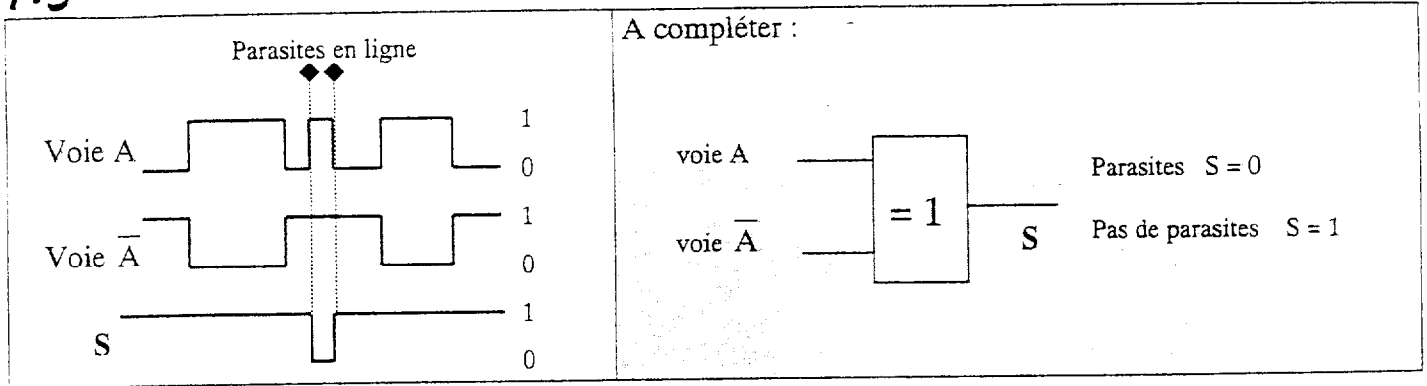 Parasites en ligne
Voie A
1
0
Voie A̅
1
0
S
1
0
A compléter :
voie A
voie A̅
= 1
S
Parasites S = 0
Pas de parasites S = 1